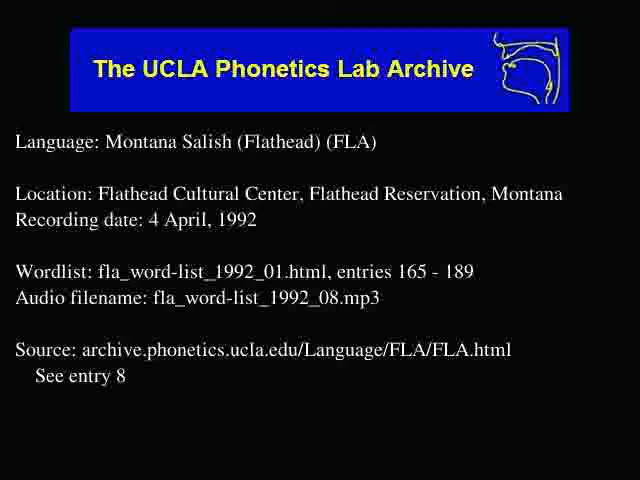 The UCLA Phonetics Lab Archive
Language: Montana Salish (Flathead) (FLA)
Location: Flathead Cultural Center, Flathead Reservation, Montana
Recording date: 4 April, 1992
Wordlist: fla_word-list_1992_01.html, entries 165 - 189
Audio filename: fla_word-list_1992_08.mp3
Source: archive.phonetics.ucla.edu/Language/FLA/FLA.html
See entry 8